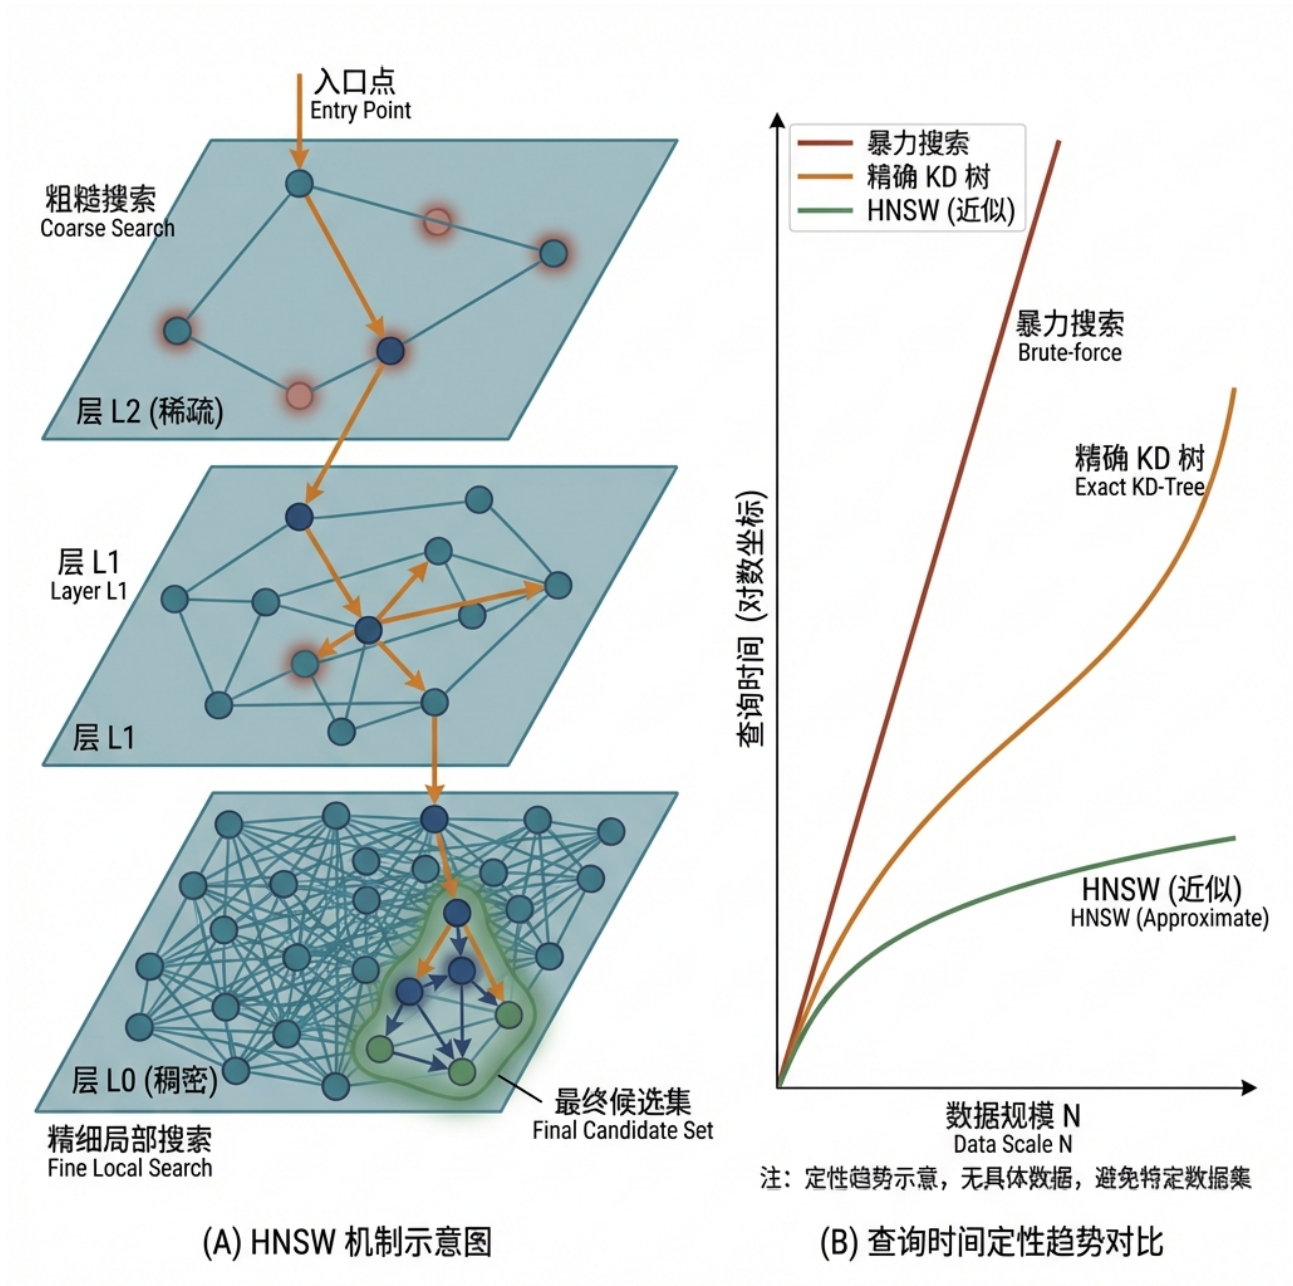 入口点
Entry Point
粗糙搜索
Coarse Search
层 L2 (稀疏)
层 L1
Layer L1
层 L1
层 L0 (稠密)
精细局部搜索
Fine Local Search
最终候选集
Final Candidate Set
(A) HNSW 机制示意图
暴力搜索
精确 KD 树
HNSW (近似)
暴力搜索
Brute-force
精确 KD 树
Exact KD-Tree
HNSW (近似)
HNSW (Approximate)
查询时间 (对数坐标)
数据规模 N
Data Scale N
注：定性趋势示意，无具体数据，避免特定数据集
(B) 查询时间定性趋势对比